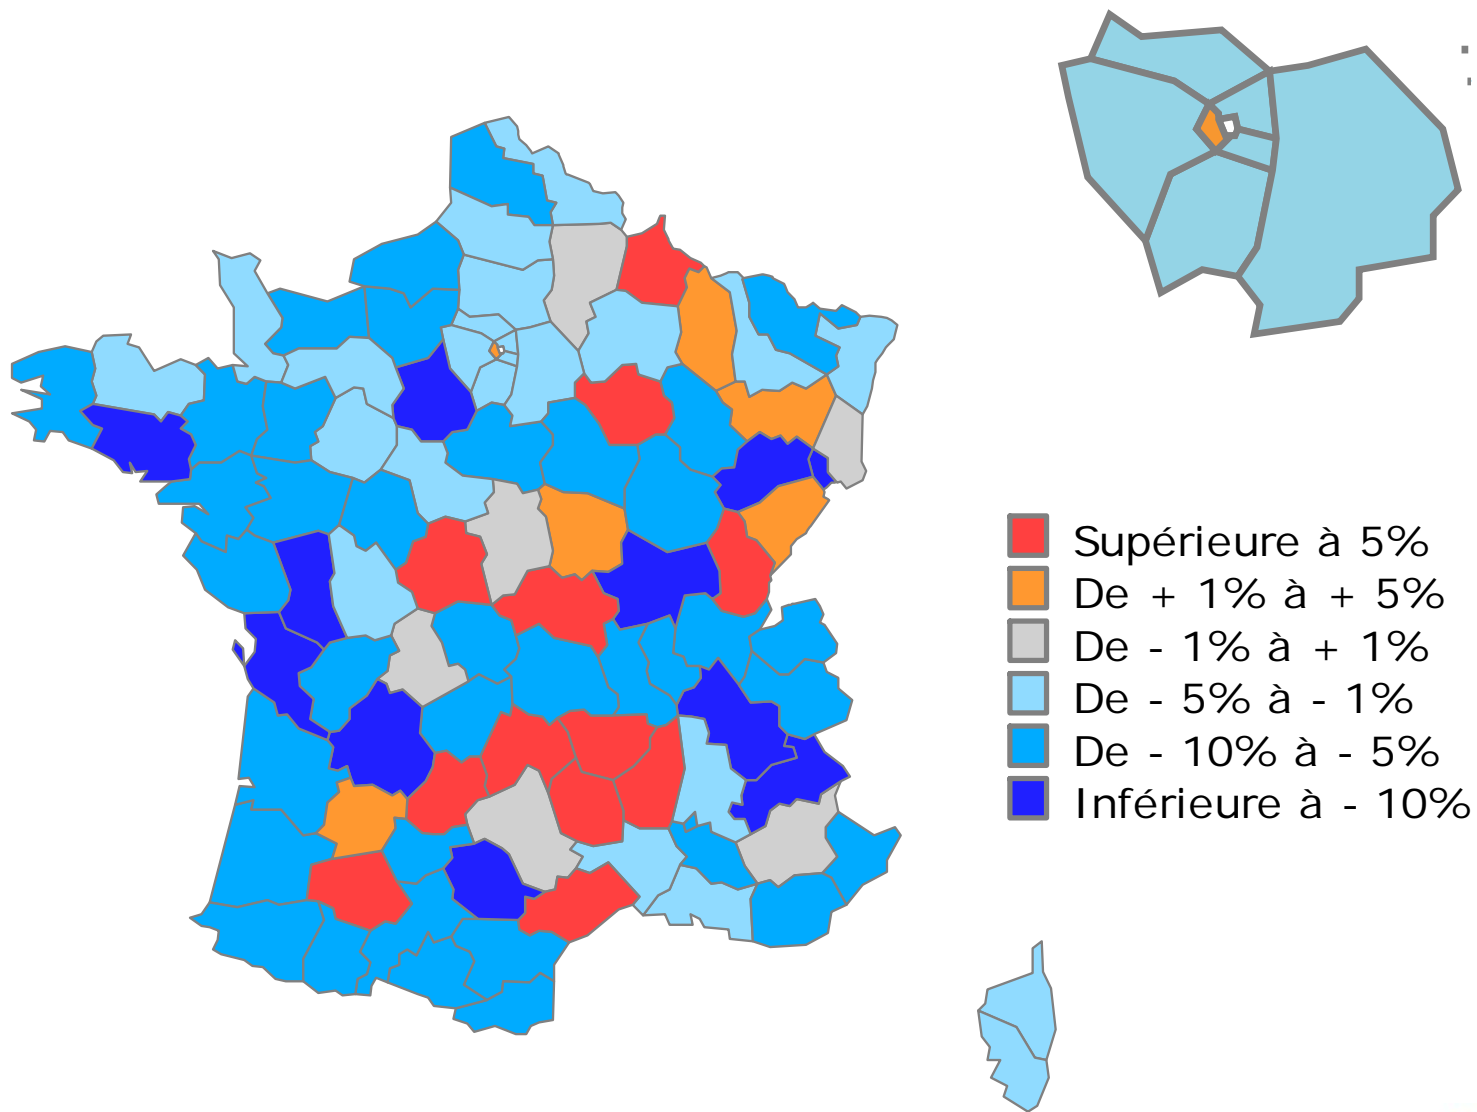 Supérieure à 5%
De + 1% à + 5%
De - 1% à + 1%
De - 5% à - 1%
De - 10% à - 5%
Inférieure à - 10%